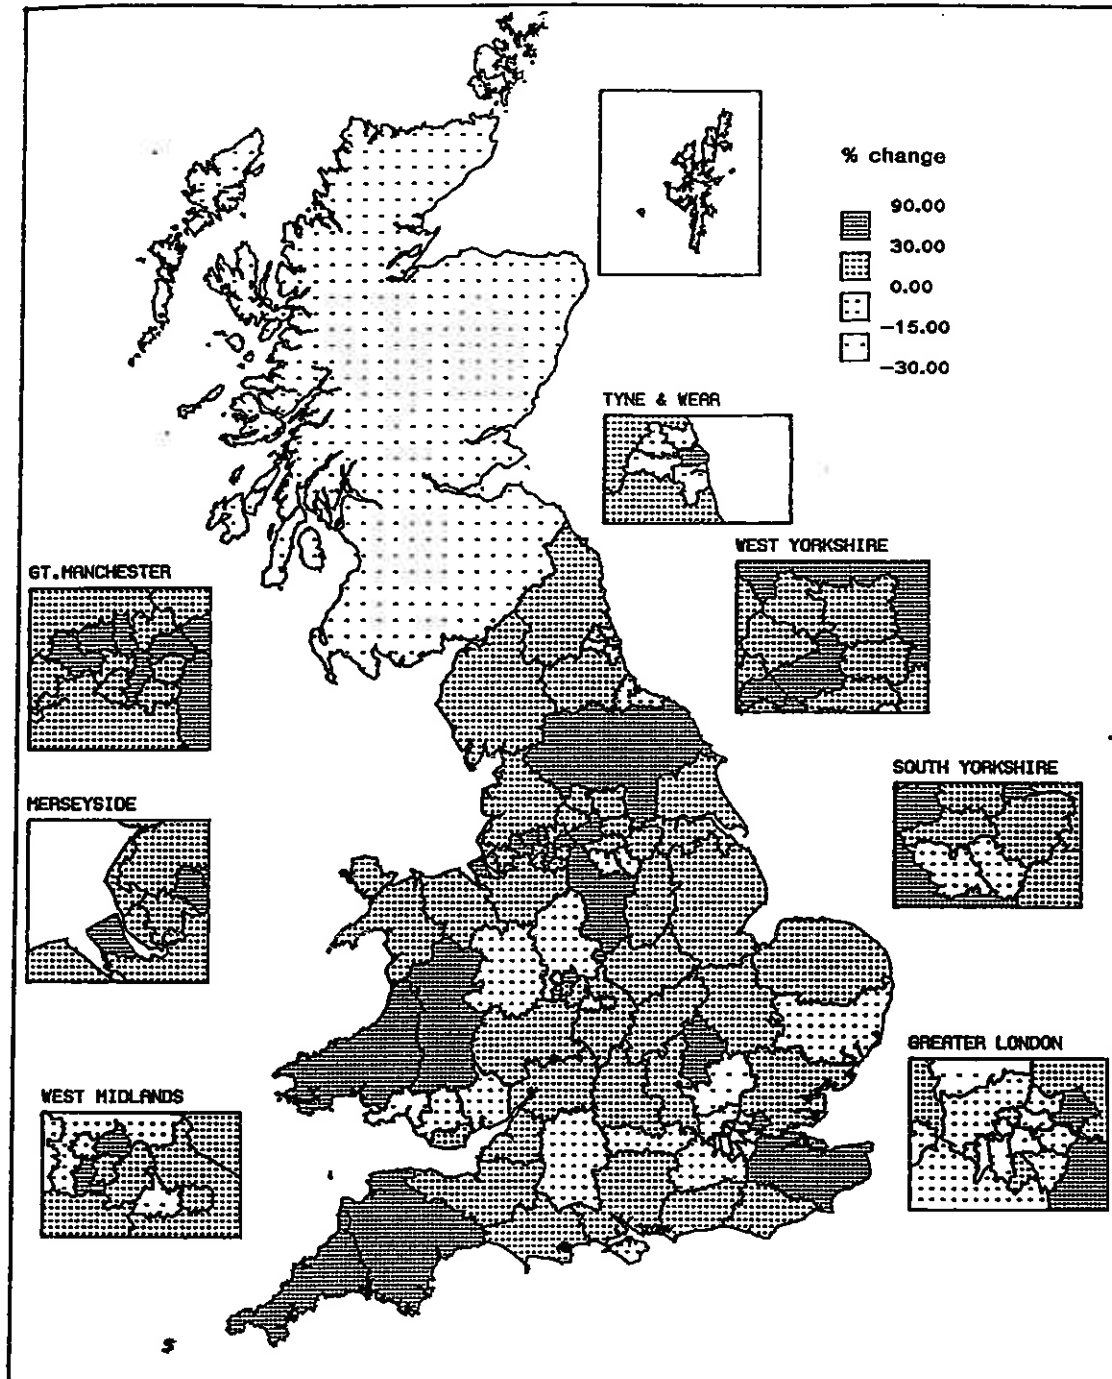 % change
90.00
30.00
0.00
-15.00
-30.00
TYNE & WEAR
WEST YORKSHIRE
GT.MANCHESTER
SOUTH YORKSHIRE
MERSEYSIDE
GREATER LONDON
WEST MIDLANDS
s